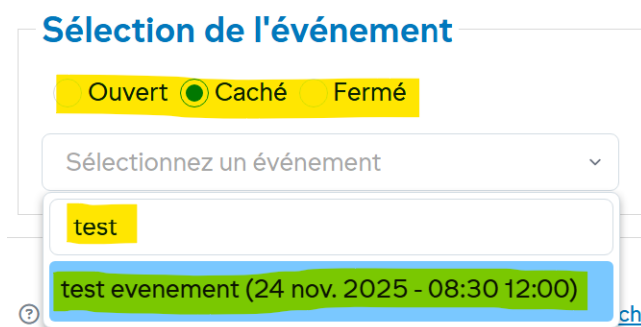 Sélection de l'événement
Ouvert Caché Fermé
Sélectionnez un événement
test
test evenement (24 nov. 2025 - 08:30 12:00)
? ch